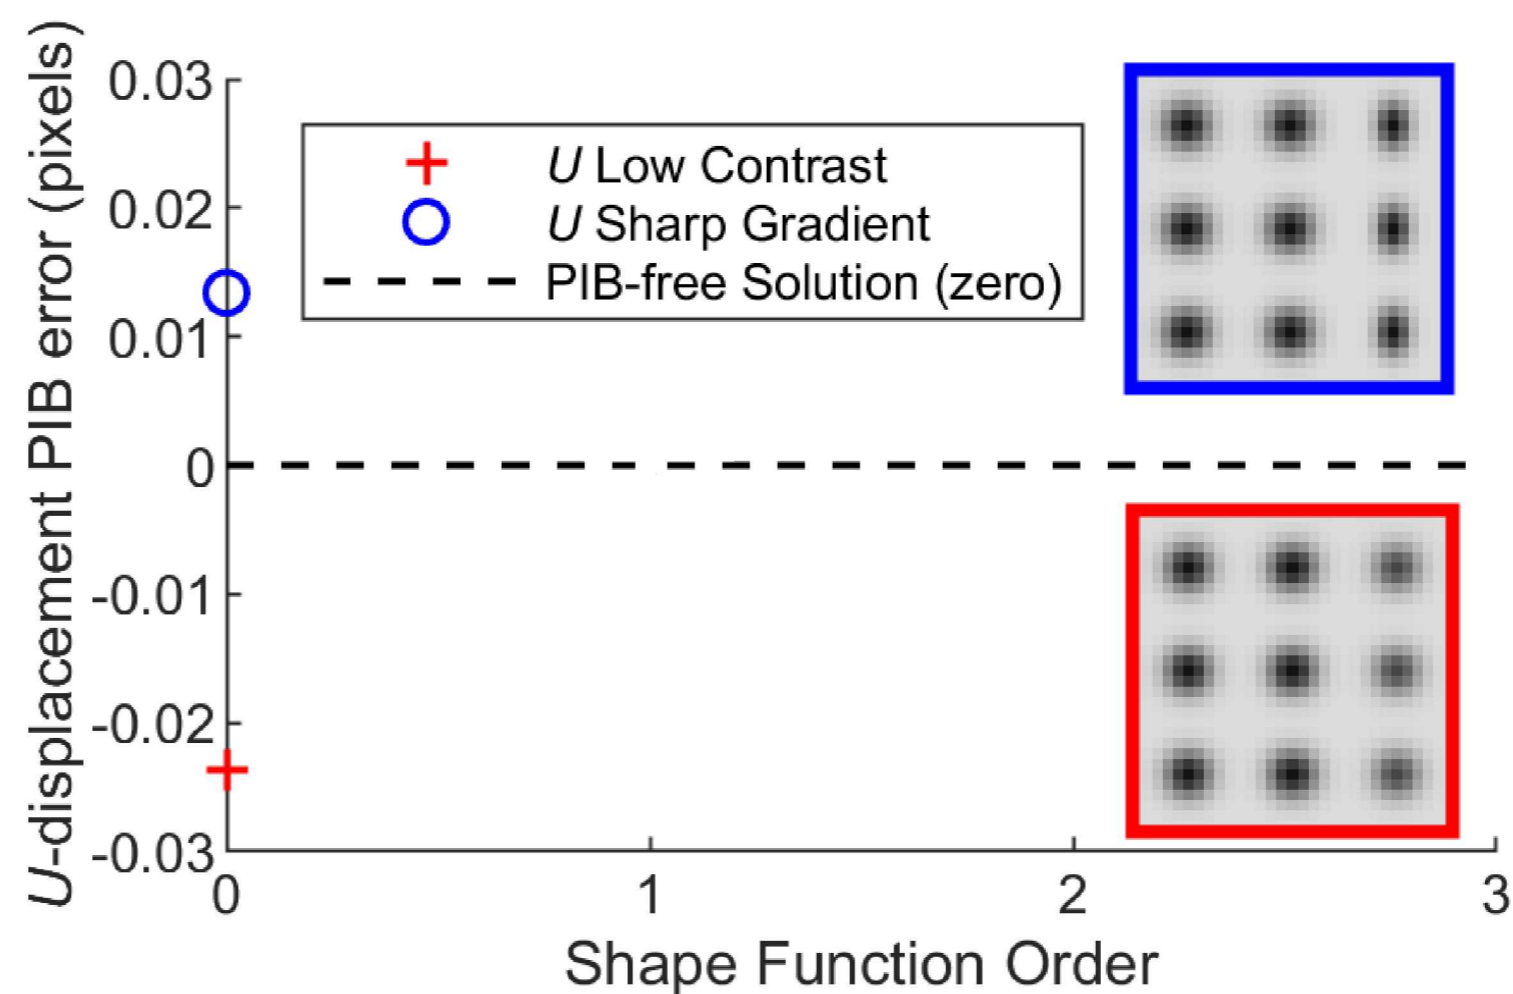 U-displacement PIB error (pixels)
0.03
0.02
0.01
0
-0.01
-0.02
-0.03
U Low Contrast
U Sharp Gradient
PIB-free Solution (zero)
0 1 2 3
Shape Function Order